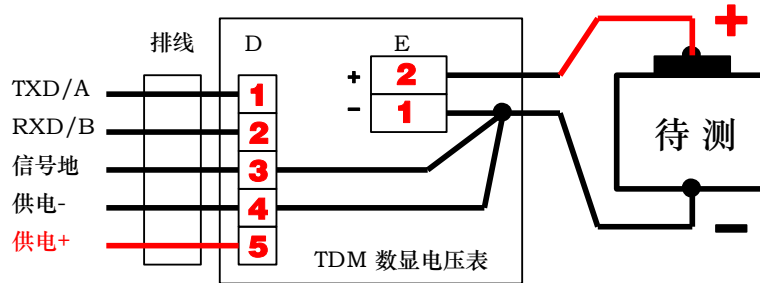 排线 D E
+ 2
- 1
TXD/A 1
RXD/B 2
信号地 3
供电- 4
供电+ 5
TDM 数显电压表
+
待测
-